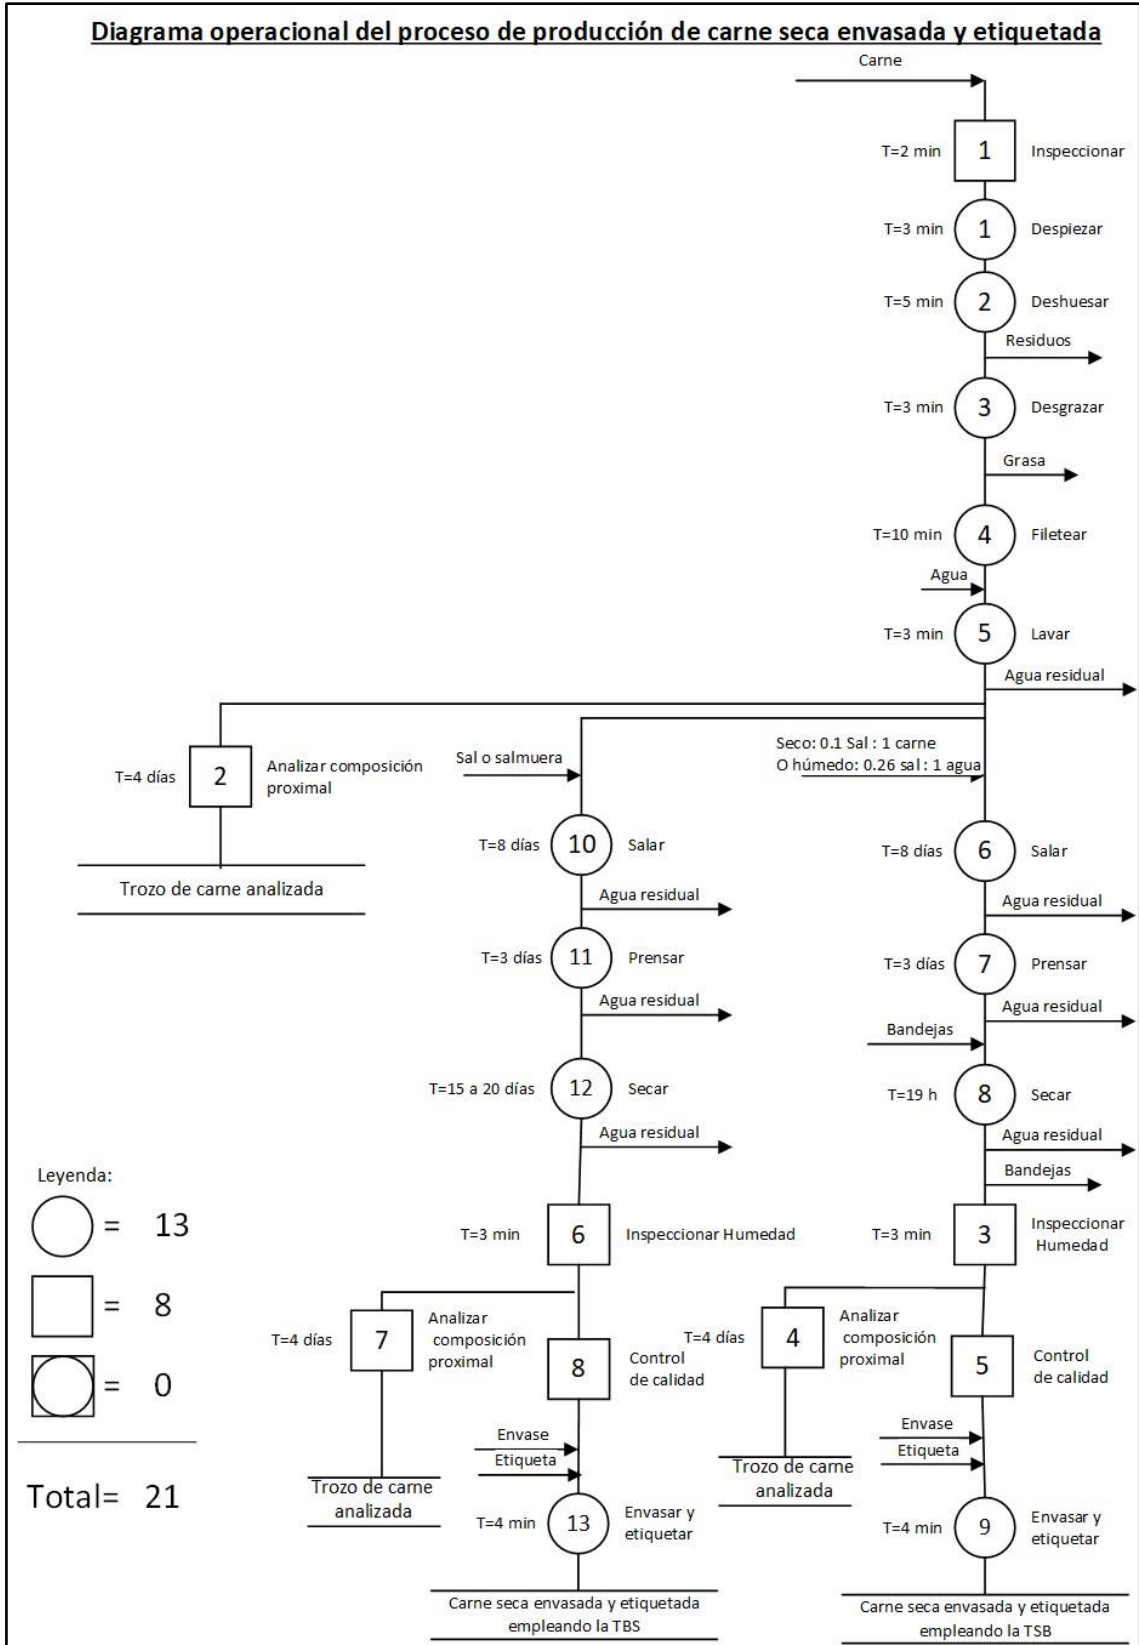 Diagrama operacional del proceso de producción de carne seca envasada y etiquetada
Carne
T=2 min 1 Inspeccionar
T=3 min 1 Despiezar
T=5 min 2 Deshuesar
Residuos
T=3 min 3 Desgrazar
Grasa
T=10 min 4 Filetear
Agua
T=3 min 5 Lavar
Agua residual
T=4 días 2 Analizar composición
proximal
Trozo de carne analizada
Sal o salmuera
T=8 días 10 Salar
Agua residual
T=3 días 11 Prensar
Agua residual
T=15 a 20 días 12 Secar
Agua residual
T=3 min 6 Inspeccionar Humedad
T=4 días 7 Analizar
composición
proximal
Trozo de carne
analizada
8 Control
de calidad
Envase
Etiqueta
T=4 min 13 Envasar y
etiquetar
Carne seca envasada y etiquetada
empleando la TBS
Seco: 0.1 Sal : 1 carne
O húmedo: 0.26 sal : 1 agua
T=8 días 6 Salar
Agua residual
T=3 días 7 Prensar
Agua residual
Bandejas
T=19 h 8 Secar
Agua residual
Bandejas
T=3 min 3 Inspeccionar
Humedad
T=4 días 4 Analizar
composición
proximal
Trozo de carne
analizada
5 Control
de calidad
Envase
Etiqueta
T=4 min 9 Envasar y
etiquetar
Carne seca envasada y etiquetada
empleando la TSB
Leyenda:
= 13
= 8
= 0
Total= 21